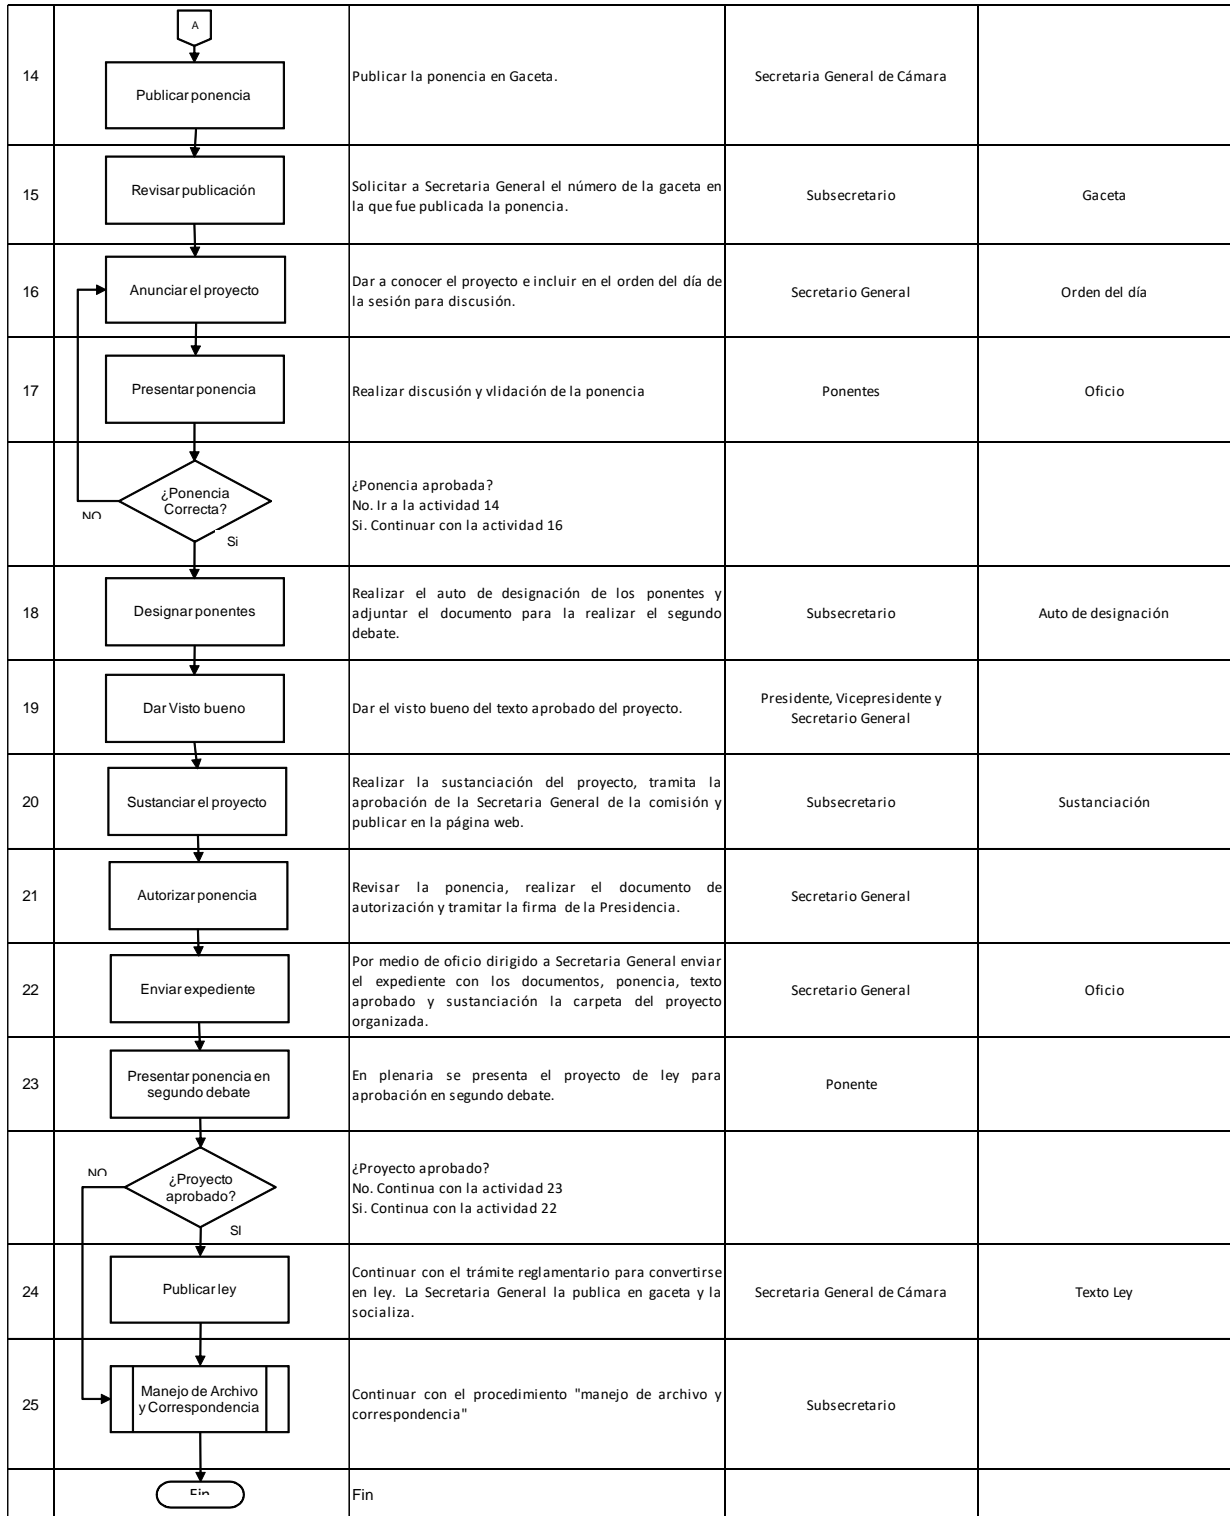 A
14
Publicar ponencia
Publicar la ponencia en Gaceta.
Secretaria General de Cámara
15
Revisar publicación
Solicitar a Secretaria General el número de la gaceta en
la que fue publicada la ponencia.
Subsecretario
Gaceta
16
Anunciar el proyecto
Dar a conocer el proyecto e incluir en el orden del día de
la sesión para discusión.
Secretario General
Orden del día
17
Presentar ponencia
Realizar discusión y vlidación de la ponencia
Ponentes
Oficio
¿Ponencia
Correcta?
NO
Si
¿Ponencia aprobada?
No. Ir a la actividad 14
Si. Continuar con la actividad 16
18
Designar ponentes
Realizar el auto de designación de los ponentes y
adjuntar el documento para la realizar el segundo
debate.
Subsecretario
Auto de designación
19
Dar Visto bueno
Dar el visto bueno del texto aprobado del proyecto.
Presidente, Vicepresidente y
Secretario General
20
Sustanciar el proyecto
Realizar la sustanciación del proyecto, tramita la
aprobación de la Secretaria General de la comisión y
publicar en la página web.
Subsecretario
Sustanciación
21
Autorizar ponencia
Revisar la ponencia, realizar el documento de
autorización y tramitar la firma de la Presidencia.
Secretario General
22
Enviar expediente
Por medio de oficio dirigido a Secretaria General enviar
el expediente con los documentos, ponencia, texto
aprobado y sustanciación la carpeta del proyecto
organizada.
Secretario General
Oficio
23
Presentar ponencia en
segundo debate
En plenaria se presenta el proyecto de ley para
aprobación en segundo debate.
Ponente
NO
¿Proyecto
aprobado?
SI
¿Proyecto aprobado?
No. Continua con la actividad 23
Si. Continua con la actividad 22
24
Publicar ley
Continuar con el trámite reglamentario para convertirse
en ley. La Secretaria General la publica en gaceta y la
socializa.
Secretaria General de Cámara
Texto Ley
25
Manejo de Archivo
y Correspondencia
Continuar con el procedimiento "manejo de archivo y
correspondencia"
Subsecretario
Fin
Fin